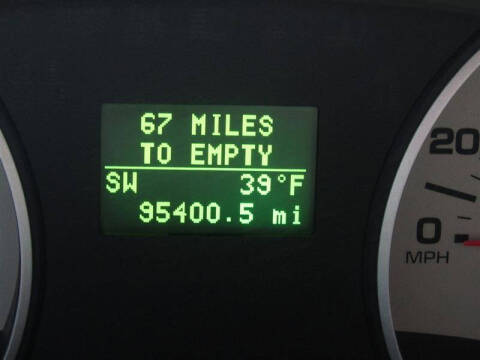 67 MILES
TO EMPTY
SW 39°F
95400.5 mi
20
0
MPH